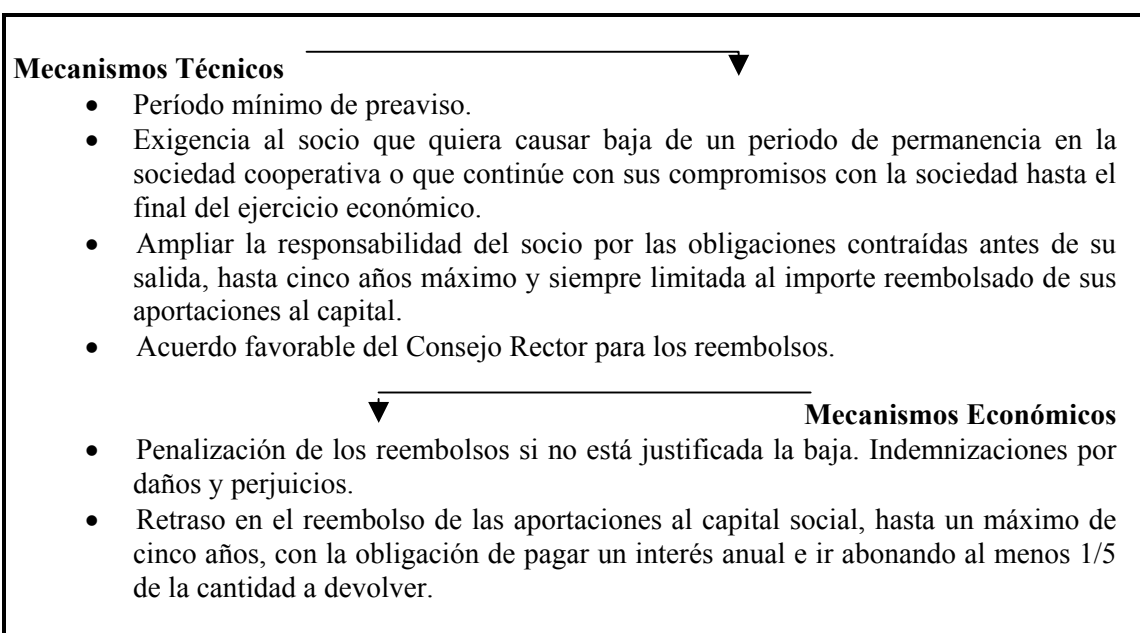 Mecanismos Técnicos
• Período mínimo de preaviso.
• Exigencia al socio que quiera causar baja de un periodo de permanencia en la
sociedad cooperativa o que continúe con sus compromisos con la sociedad hasta el
final del ejercicio económico.
• Ampliar la responsabilidad del socio por las obligaciones contraídas antes de su
salida, hasta cinco años máximo y siempre limitada al importe reembolsado de sus
aportaciones al capital.
• Acuerdo favorable del Consejo Rector para los reembolsos.
Mecanismos Económicos
• Penalización de los reembolsos si no está justificada la baja. Indemnizaciones por
daños y perjuicios.
• Retraso en el reembolso de las aportaciones al capital social, hasta un máximo de
cinco años, con la obligación de pagar un interés anual e ir abonando al menos 1/5
de la cantidad a devolver.